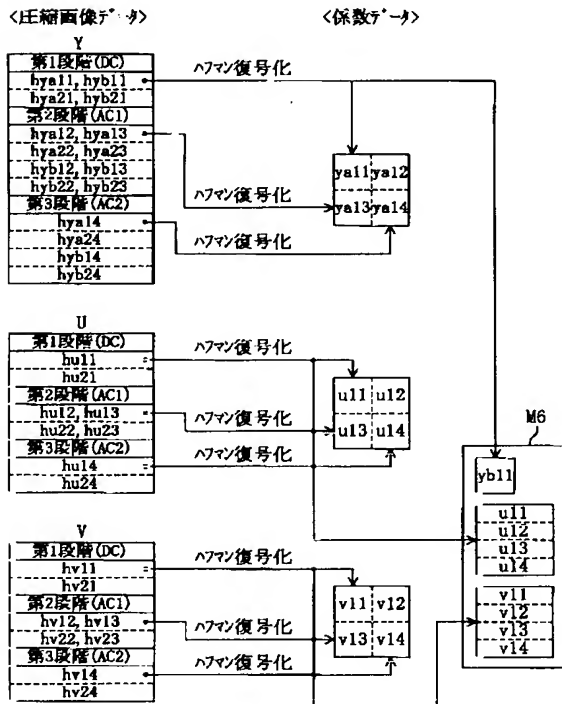 <圧縮画像ﾃﾞｰﾀ>
<係数ﾃﾞｰﾀ>
Y
第1段階(DC)
hya11, hyb11
hya21, hyb21
第2段階(AC1)
hya12, hya13
hya22, hya23
hyb12, hyb13
hyb22, hyb23
第3段階(AC2)
hya14
hya24
hyb14
hyb24
ﾊﾌﾏﾝ復号化
ﾊﾌﾏﾝ復号化
ﾊﾌﾏﾝ復号化
ya11 ya12
ya13 ya14
U
第1段階(DC)
hu11
hu21
第2段階(AC1)
hu12, hu13
hu22, hu23
第3段階(AC2)
hu14
hu24
ﾊﾌﾏﾝ復号化
ﾊﾌﾏﾝ復号化
ﾊﾌﾏﾝ復号化
u11 u12
u13 u14
V
第1段階(DC)
hv11
hv21
第2段階(AC1)
hv12, hv13
hv22, hv23
第3段階(AC2)
hv14
hv24
ﾊﾌﾏﾝ復号化
ﾊﾌﾏﾝ復号化
ﾊﾌﾏﾝ復号化
v11 v12
v13 v14
M6
yb11
u11
u12
u13
u14
v11
v12
v13
v14